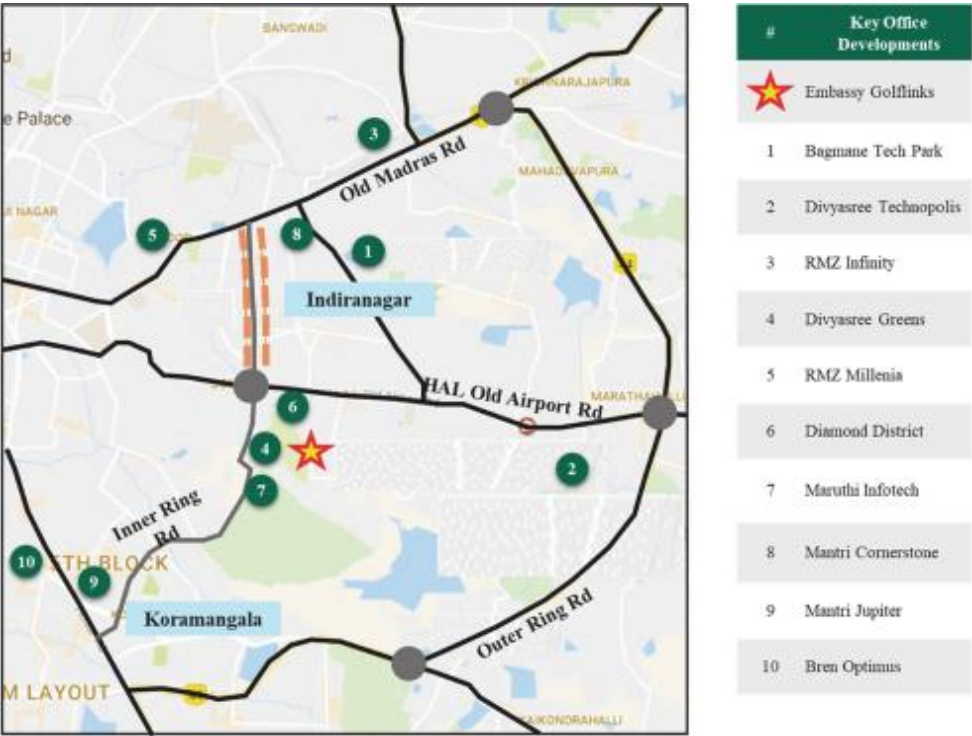 BANSWADI
d
KRISHNARAJAPURA
e Palace
3
Old Madras Rd
MAHADEVAPURA
NAGAR
5
8
1
Indiranagar
HAL Old Airport Rd
6
4
2
7
Inner Ring
Rd
10
5TH BLOCK
9
Koramangala
Outer Ring Rd
M LAYOUT
KAIKONDRAHALLI
# Key Office
Developments
Embassy Golflinks
1 Bagmane Tech Park
2 Divyasree Technopolis
3 RMZ Infinity
4 Divyasree Greens
5 RMZ Millenia
6 Diamond District
7 Maruthi Infotech
8 Mantri Cornerstone
9 Mantri Jupiter
10 Bren Optimus